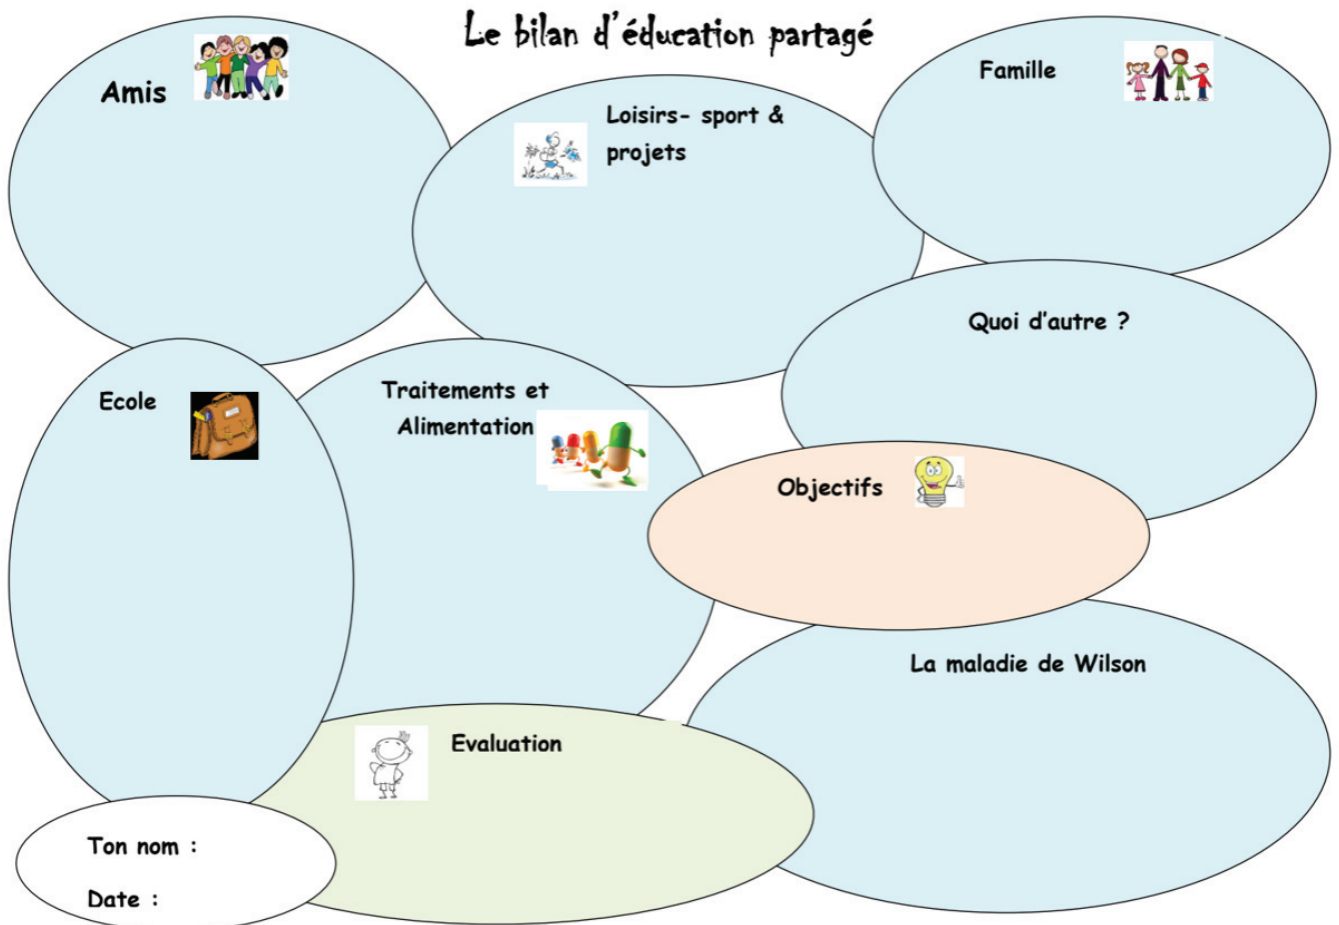 Le bilan d'éducation partagé
Amis
Loisirs- sport &
projets
Famille
Quoi d'autre ?
Ecole
Traitements et
Alimentation
Objectifs
La maladie de Wilson
Evaluation
Ton nom :
Date :